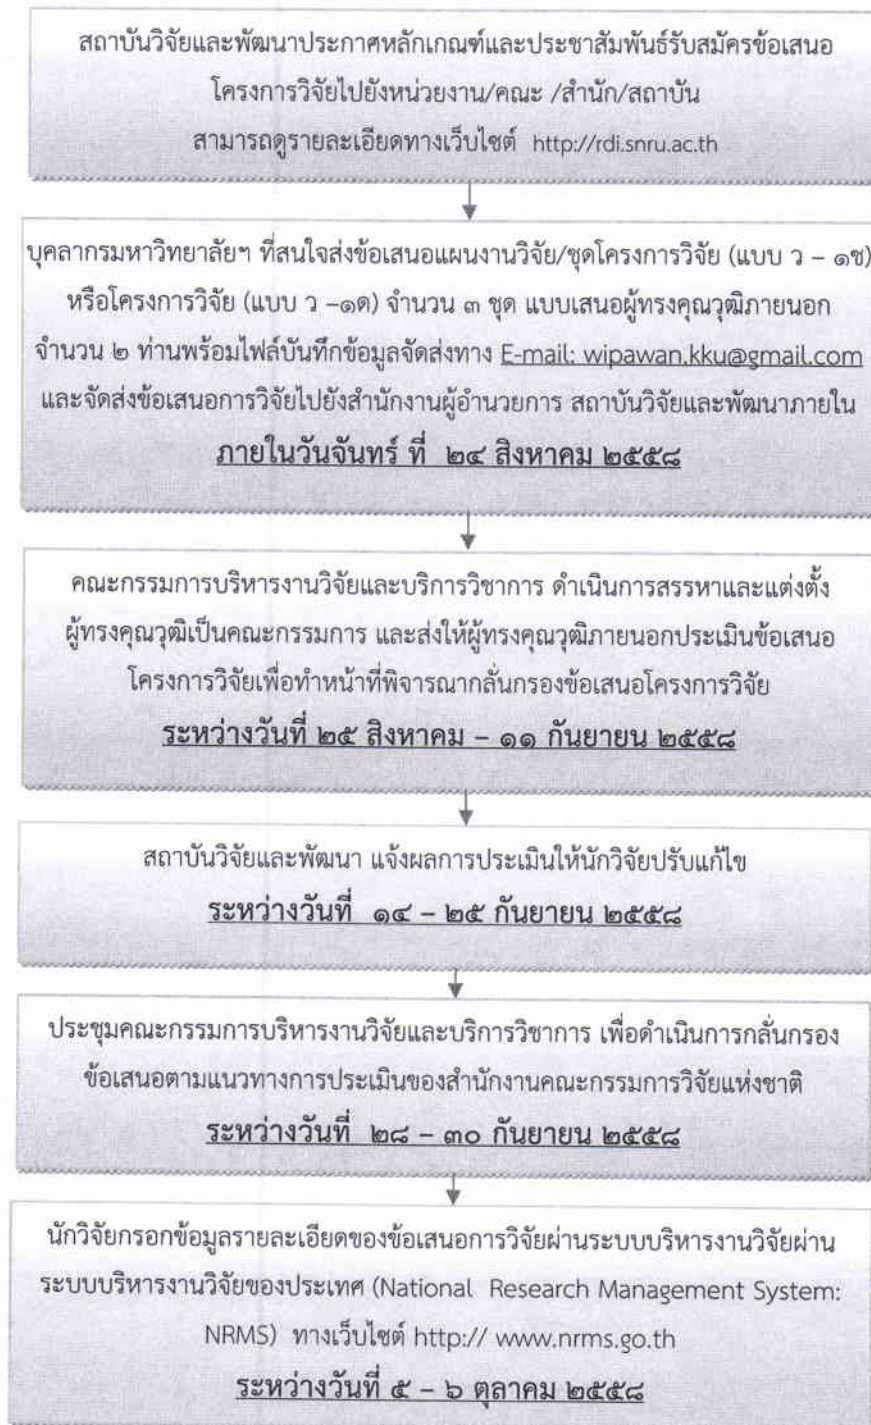 สถาบันวิจัยและพัฒนาประกาศหลักเกณฑ์และประชาสัมพันธ์รับสมัครข้อเสนอ
โครงการวิจัยไปยังหน่วยงาน/คณะ /สำนัก/สถาบัน
สามารถดูรายละเอียดทางเว็บไซต์ http://rdi.snru.ac.th
บุคลากรมหาวิทยาลัยฯ ที่สนใจส่งข้อเสนอแผนงานวิจัย/ชุดโครงการวิจัย (แบบ ว – ๑ช)
หรือโครงการวิจัย (แบบ ว –๑ด) จำนวน ๓ ชุด แบบเสนอผู้ทรงคุณวุฒิภายนอก
จำนวน ๒ ท่านพร้อมไฟล์บันทึกข้อมูลจัดส่งทาง E-mail: wipawan.kku@gmail.com
และจัดส่งข้อเสนอการวิจัยไปยังสำนักงานผู้อำนวยการ สถาบันวิจัยและพัฒนาภายใน
ภายในวันจันทร์ ที่ ๒๔ สิงหาคม ๒๕๕๘
คณะกรรมการบริหารงานวิจัยและบริการวิชาการ ดำเนินการสรรหาและแต่งตั้ง
ผู้ทรงคุณวุฒิเป็นคณะกรรมการ และส่งให้ผู้ทรงคุณวุฒิภายนอกประเมินข้อเสนอ
โครงการวิจัยเพื่อทำหน้าที่พิจารณากลั่นกรองข้อเสนอโครงการวิจัย
ระหว่างวันที่ ๒๕ สิงหาคม – ๑๑ กันยายน ๒๕๕๘
สถาบันวิจัยและพัฒนา แจ้งผลการประเมินให้นักวิจัยปรับแก้ไข
ระหว่างวันที่ ๑๔ – ๒๕ กันยายน ๒๕๕๘
ประชุมคณะกรรมการบริหารงานวิจัยและบริการวิชาการ เพื่อดำเนินการกลั่นกรอง
ข้อเสนอตามแนวทางการประเมินของสำนักงานคณะกรรมการวิจัยแห่งชาติ
ระหว่างวันที่ ๒๘ – ๓๐ กันยายน ๒๕๕๘
นักวิจัยกรอกข้อมูลรายละเอียดของข้อเสนอการวิจัยผ่านระบบบริหารงานวิจัยผ่าน
ระบบบริหารงานวิจัยของประเทศ (National Research Management System:
NRMS) ทางเว็บไซต์ http:// www.nrms.go.th
ระหว่างวันที่ ๕ – ๖ ตุลาคม ๒๕๕๘